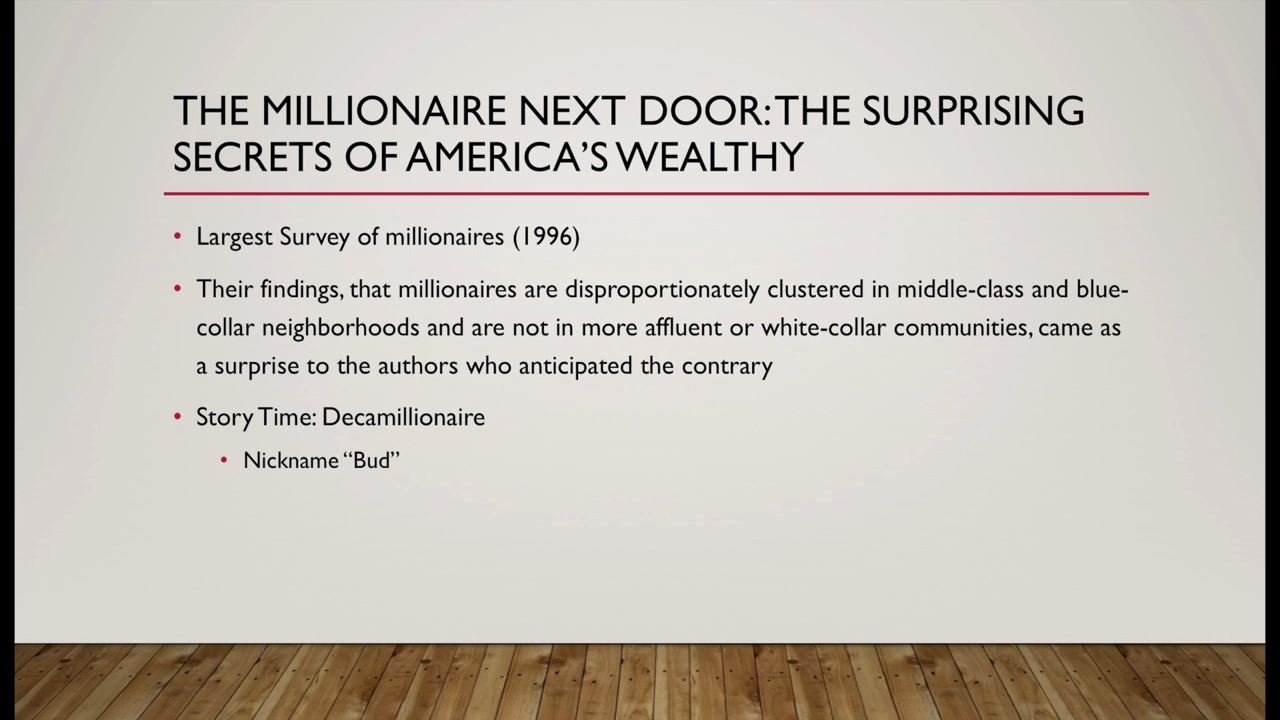 THE MILLIONAIRE NEXT DOOR: THE SURPRISING
SECRETS OF AMERICA’S WEALTHY
• Largest Survey of millionaires (1996)
• Their findings, that millionaires are disproportionately clustered in middle-class and blue-
collar neighborhoods and are not in more affluent or white-collar communities, came as
a surprise to the authors who anticipated the contrary
• Story Time: Decamillionaire
• Nickname “Bud”